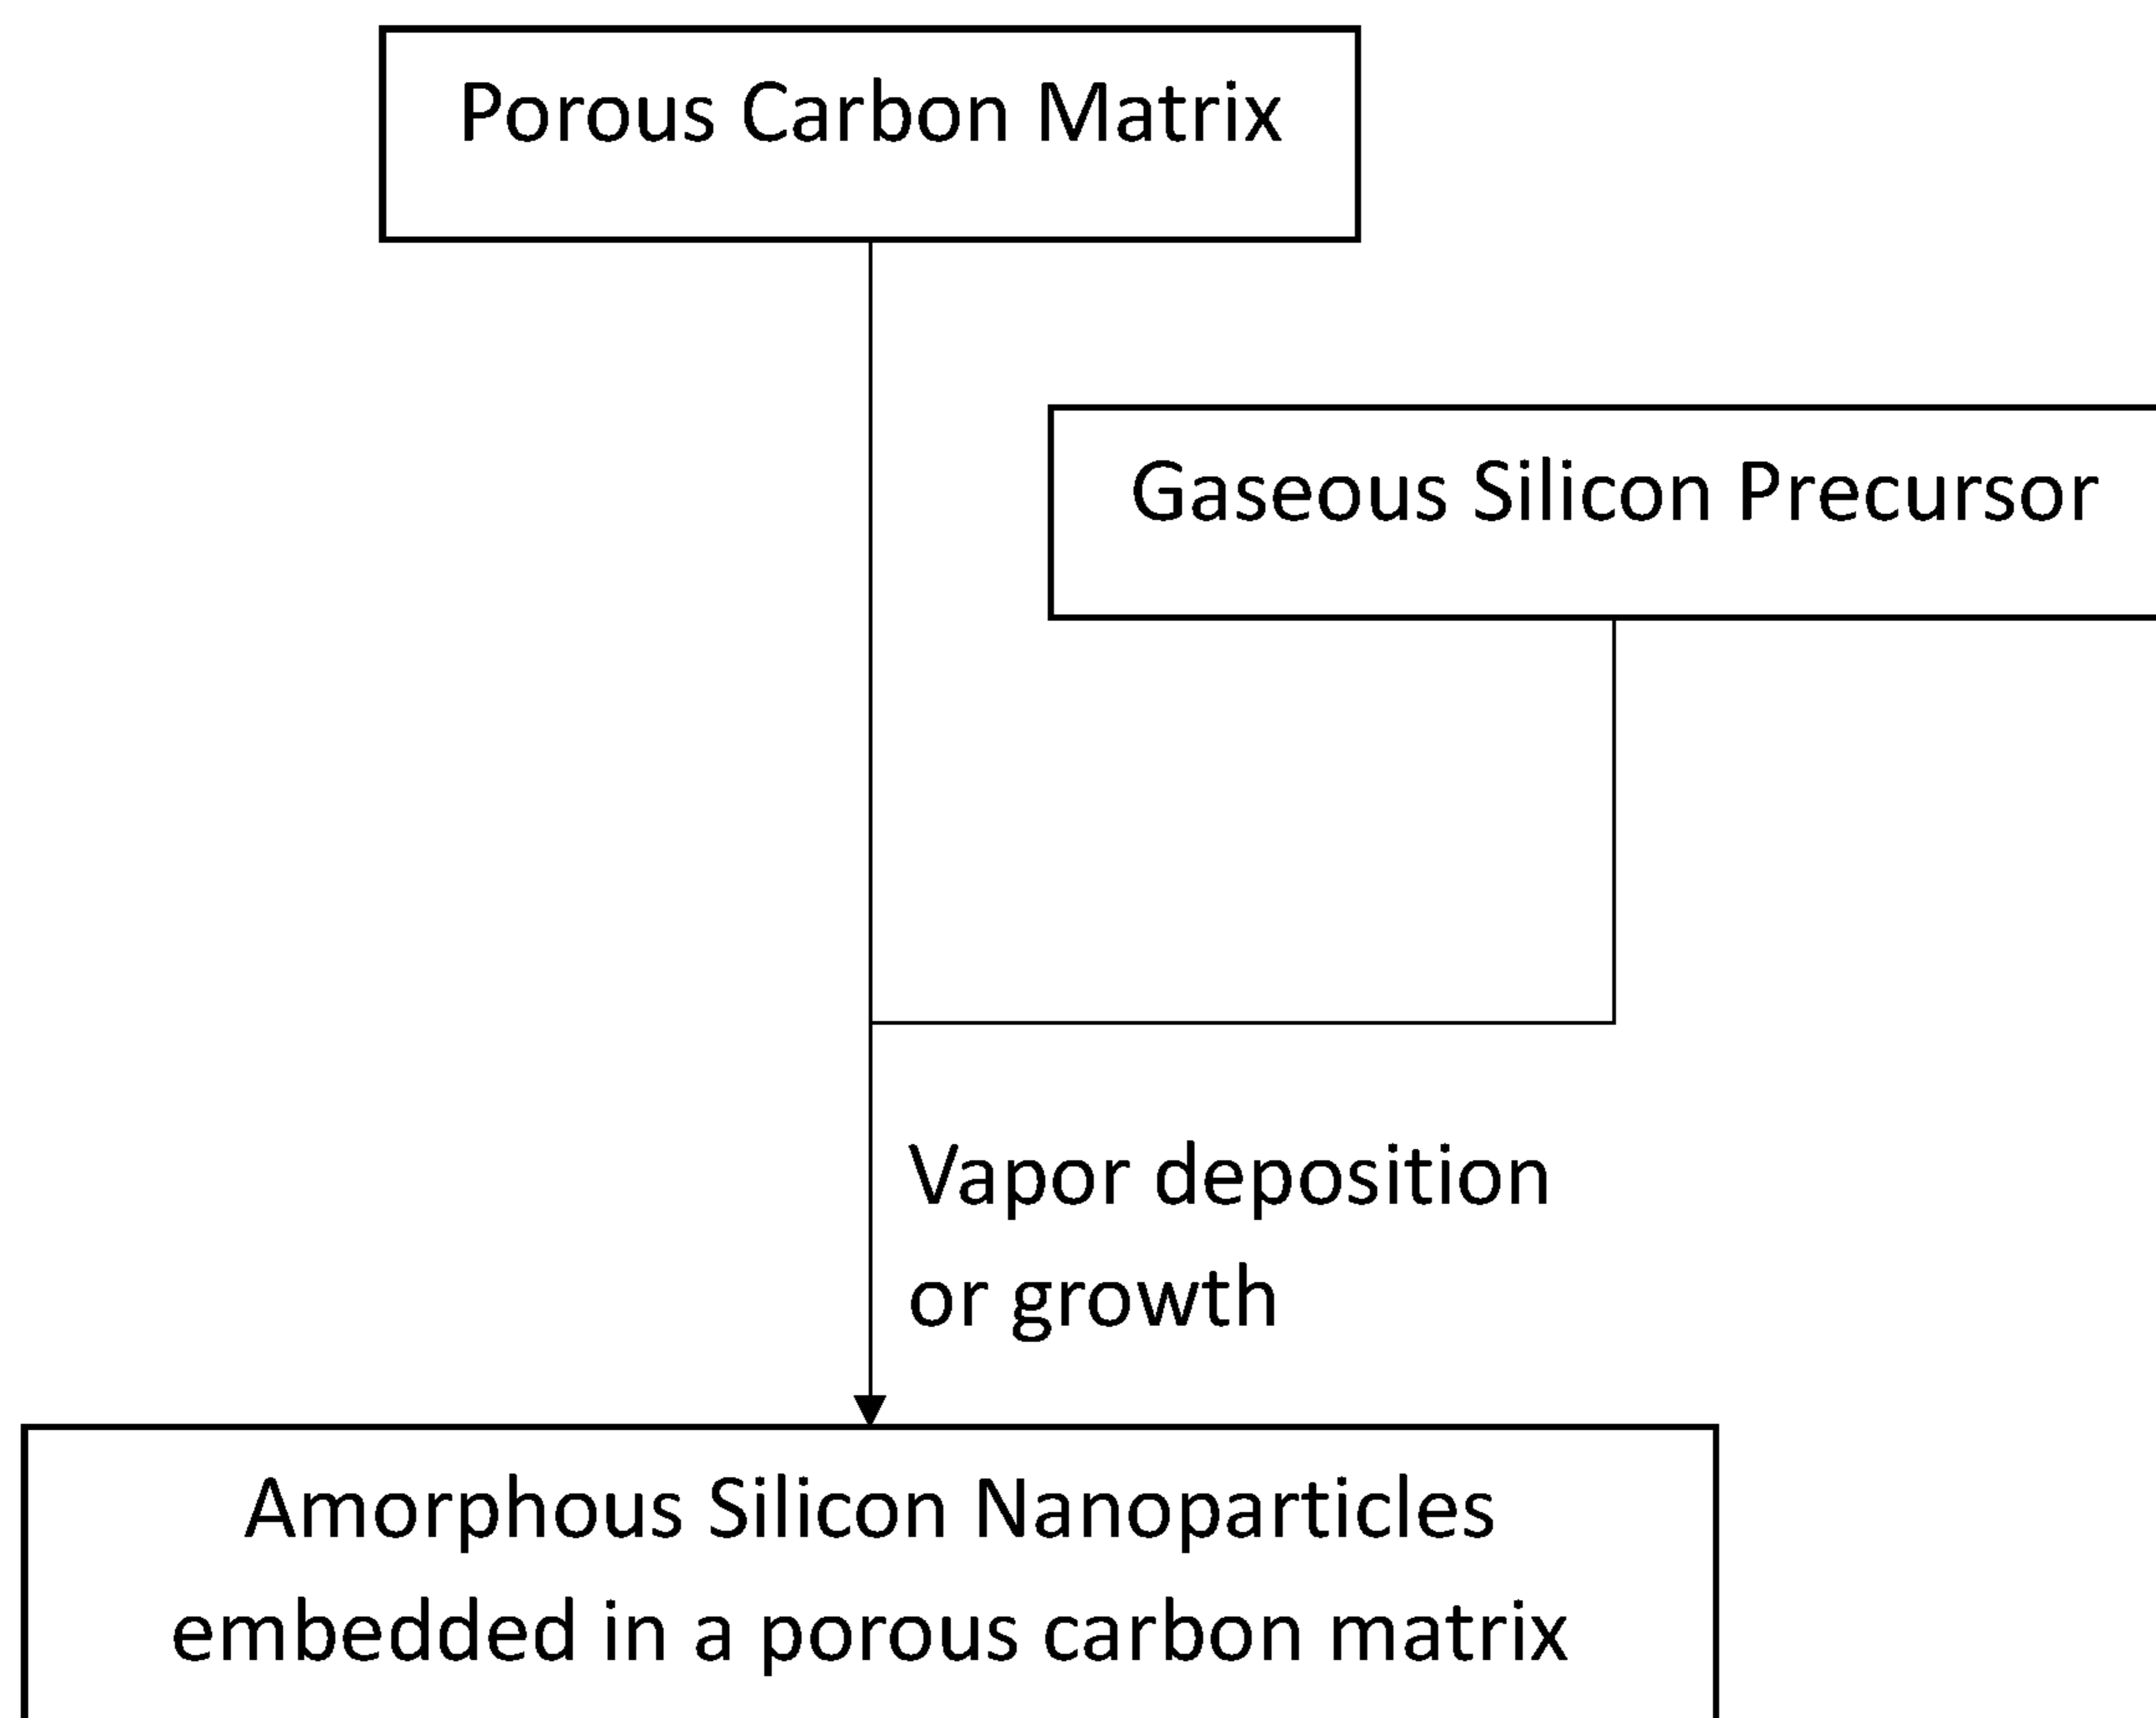 Porous Carbon Matrix
Gaseous Silicon Precursor
Vapor deposition
or growth
Amorphous Silicon Nanoparticles
embedded in a porous carbon matrix